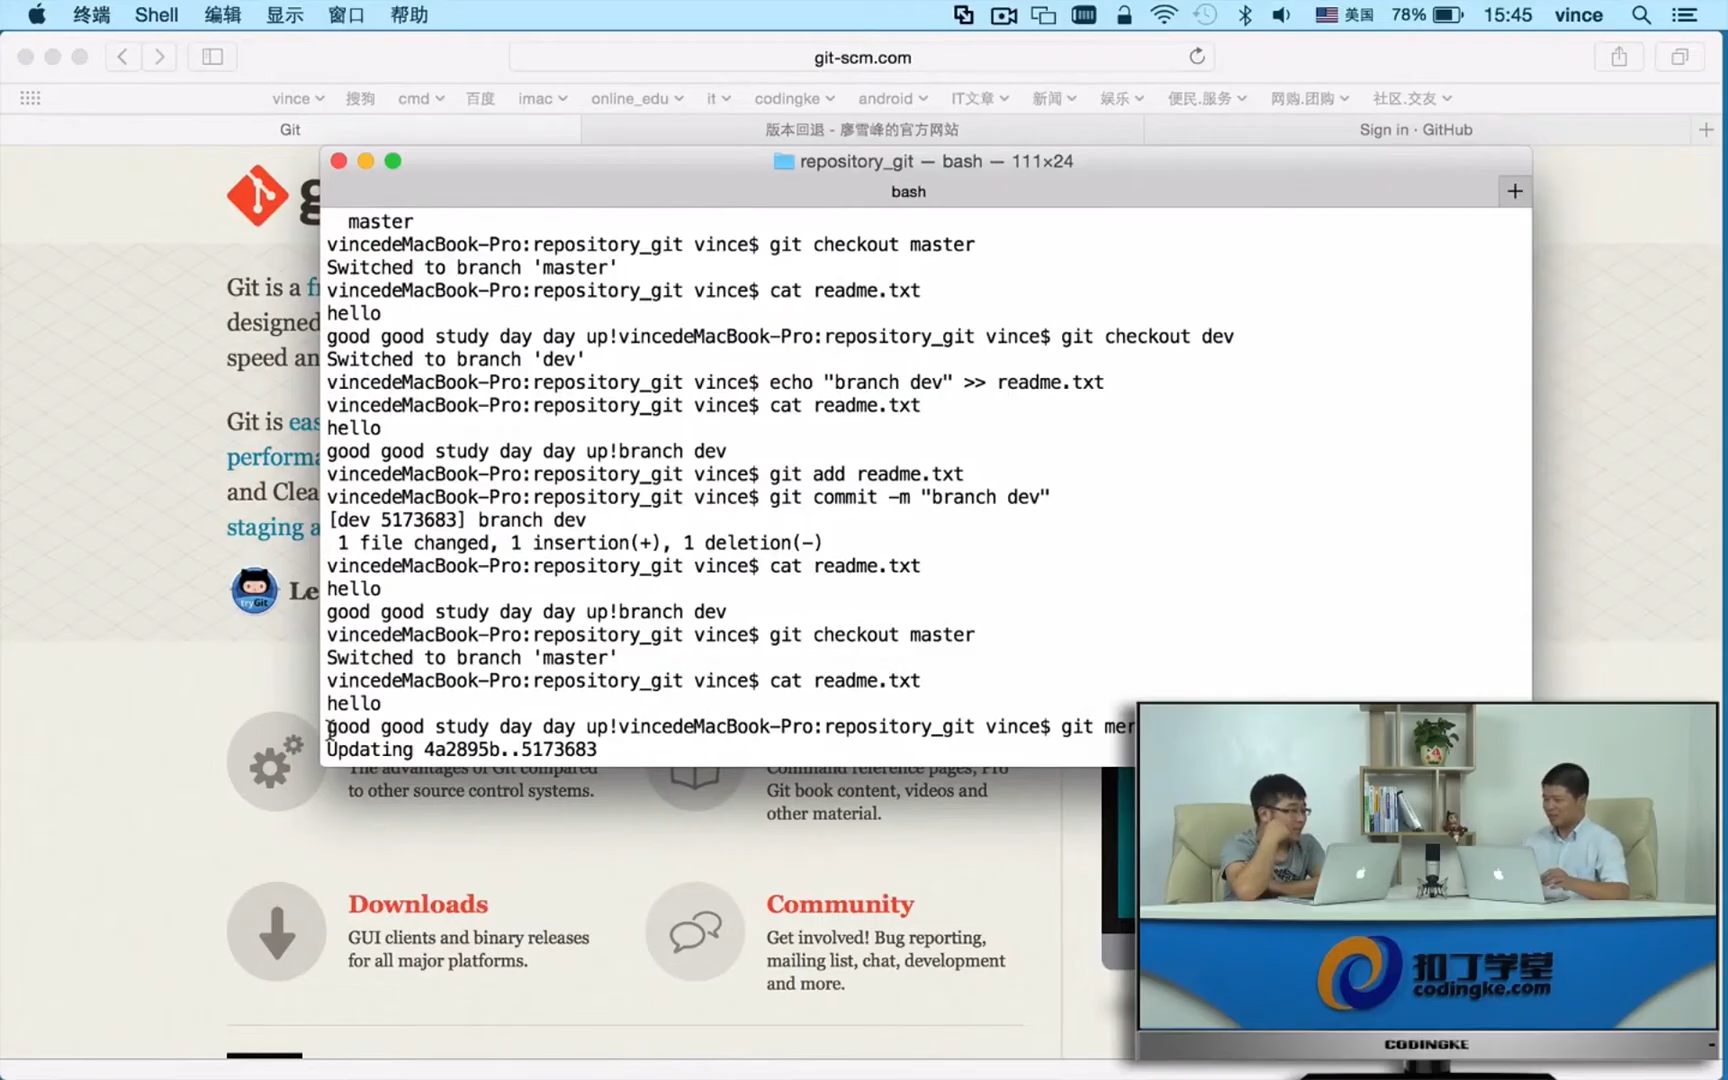 终端 Shell 编辑 显示 窗口 帮助 美国 78% 15:45 vince
git-scm.com
vince 搜狗 cmd 百度 imac online_edu it codingke android IT文章 新闻 娱乐 便民.服务 网购.团购 社区.交友
Git 版本回退 - 廖雪峰的官方网站 Sign in · GitHub
repository_git — bash — 111×24
bash
master
vincedeMacBook-Pro:repository_git vince$ git checkout master
Switched to branch 'master'
vincedeMacBook-Pro:repository_git vince$ cat readme.txt
hello
good good study day day up!vincedeMacBook-Pro:repository_git vince$ git checkout dev
Switched to branch 'dev'
vincedeMacBook-Pro:repository_git vince$ echo "branch dev" >> readme.txt
vincedeMacBook-Pro:repository_git vince$ cat readme.txt
hello
good good study day day up!branch dev
vincedeMacBook-Pro:repository_git vince$ git add readme.txt
vincedeMacBook-Pro:repository_git vince$ git commit -m "branch dev"
[dev 5173683] branch dev
1 file changed, 1 insertion(+), 1 deletion(-)
vincedeMacBook-Pro:repository_git vince$ cat readme.txt
hello
good good study day day up!branch dev
vincedeMacBook-Pro:repository_git vince$ git checkout master
Switched to branch 'master'
vincedeMacBook-Pro:repository_git vince$ cat readme.txt
hello
good good study day day up!vincedeMacBook-Pro:repository_git vince$ git mer
Updating 4a2895b..5173683
g
Git is a f
designed
speed an
Git is eas
performa
and Clea
staging a
tryGit
Le
The advantages of Git compared
to other source control systems.
Command reference pages, Pro
Git book content, videos and
other material.
Downloads
GUI clients and binary releases
for all major platforms.
Community
Get involved! Bug reporting,
mailing list, chat, development
and more.
扣丁学堂
codingke.com
CODINGKE